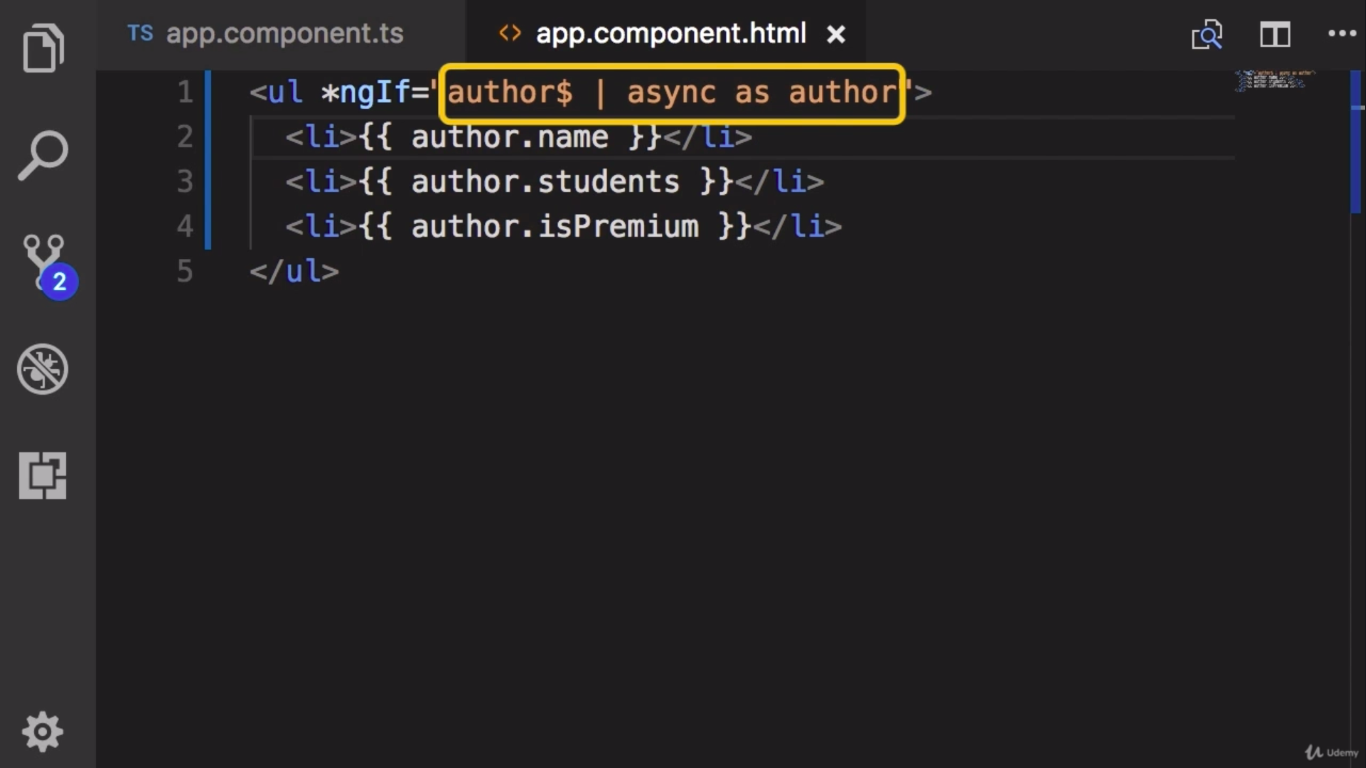 TS app.component.ts
<> app.component.html ×
1 <ul *ngIf="author$ | async as author">
2 <li>{{ author.name }}</li>
3 <li>{{ author.students }}</li>
4 <li>{{ author.isPremium }}</li>
5 </ul>
2
Udemy